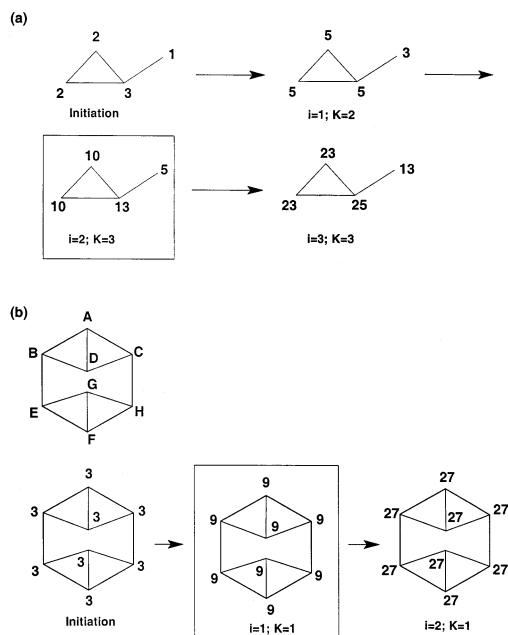 (a)
2
1
2
3
Initiation
5
3
5
5
i=1; K=2
10
5
10
13
i=2; K=3
23
13
23
25
i=3; K=3
(b)
A
B
D
C
G
E
H
F
3
3
3
3
3
3
3
3
Initiation
9
9
9
9
9
9
9
9
i=1; K=1
27
27
27
27
27
27
27
27
i=2; K=1